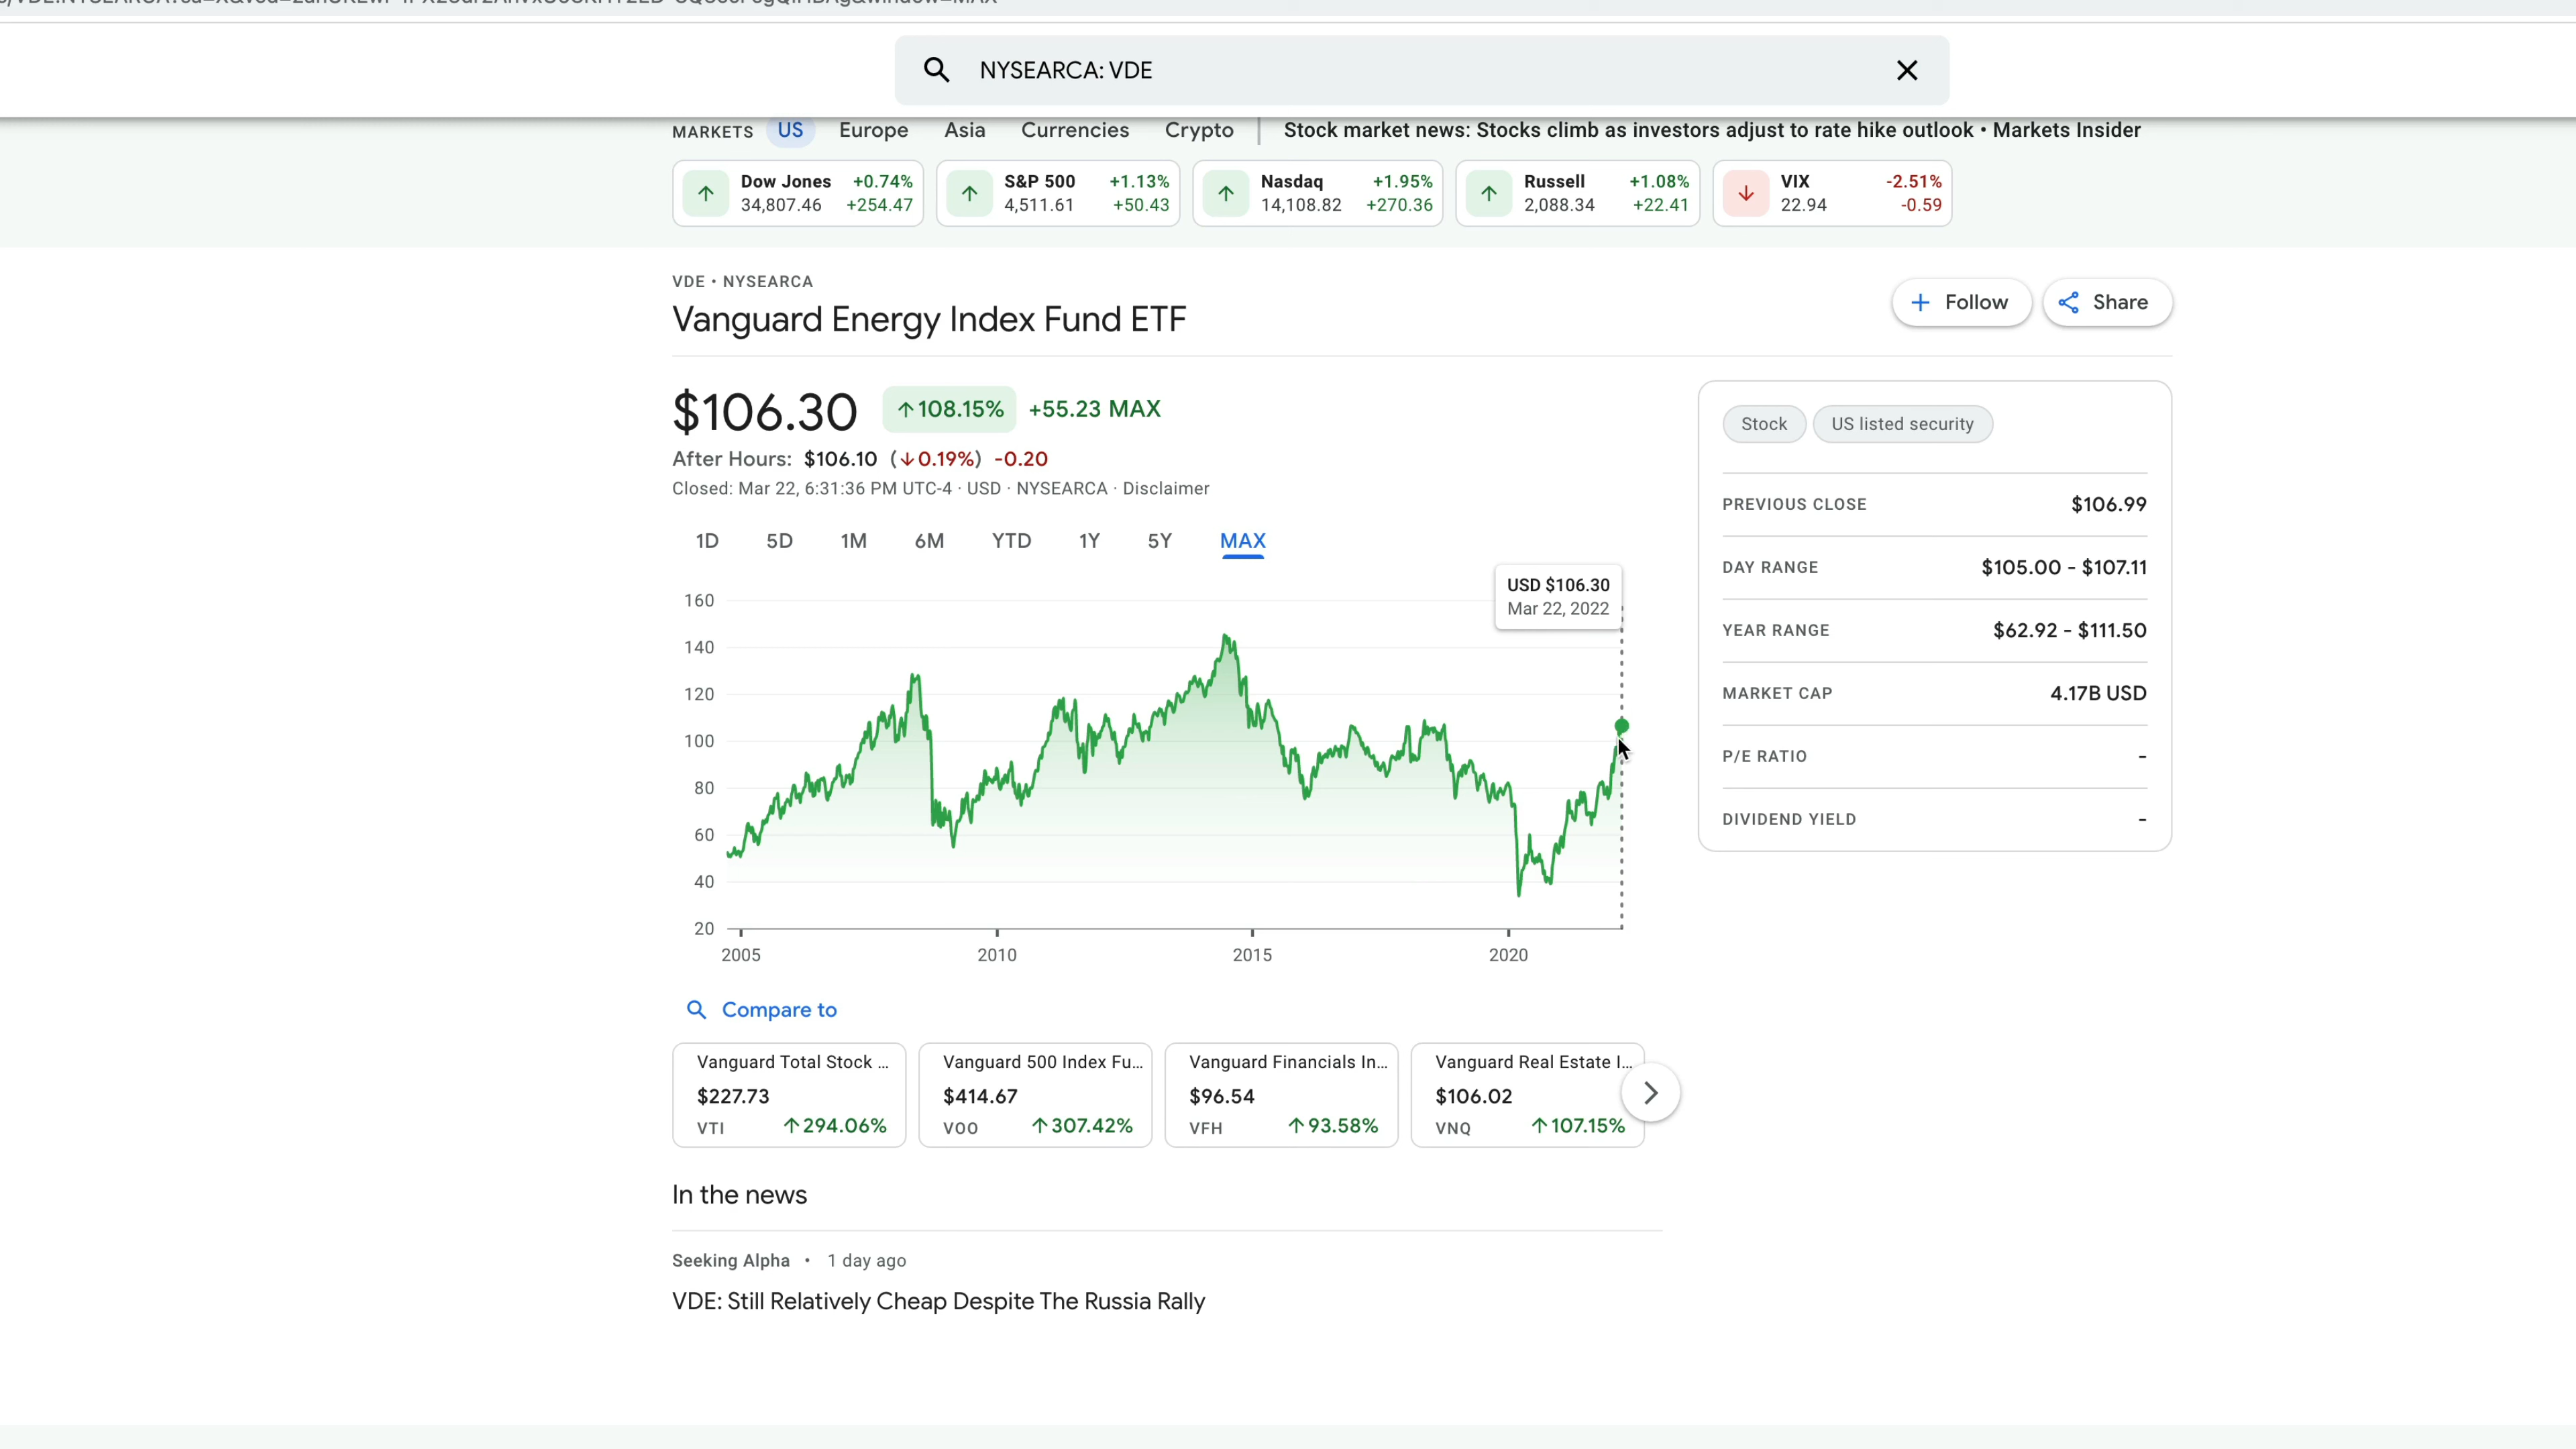 NYSEARCA: VDE
MARKETS US Europe Asia Currencies Crypto Stock market news: Stocks climb as investors adjust to rate hike outlook • Markets Insider
Dow Jones +0.74% S&P 500 +1.13% Nasdaq +1.95% Russell +1.08% VIX -2.51%
34,807.46 +254.47 4,511.61 +50.43 14,108.82 +270.36 2,088.34 +22.41 22.94 -0.59
VDE • NYSEARCA
Vanguard Energy Index Fund ETF
+ Follow Share
$106.30 ↑108.15% +55.23 MAX
After Hours: $106.10 (↓0.19%) -0.20
Closed: Mar 22, 6:31:36 PM UTC-4 · USD · NYSEARCA · Disclaimer
1D 5D 1M 6M YTD 1Y 5Y MAX
USD $106.30
Mar 22, 2022
160
140
120
100
80
60
40
20
2005 2010 2015 2020
Stock US listed security
PREVIOUS CLOSE $106.99
DAY RANGE $105.00 - $107.11
YEAR RANGE $62.92 - $111.50
MARKET CAP 4.17B USD
P/E RATIO -
DIVIDEND YIELD -
Compare to
Vanguard Total Stock ... Vanguard 500 Index Fu... Vanguard Financials In... Vanguard Real Estate I...
$227.73 $414.67 $96.54 $106.02
VTI ↑294.06% VOO ↑307.42% VFH ↑93.58% VNQ ↑107.15%
In the news
Seeking Alpha • 1 day ago
VDE: Still Relatively Cheap Despite The Russia Rally